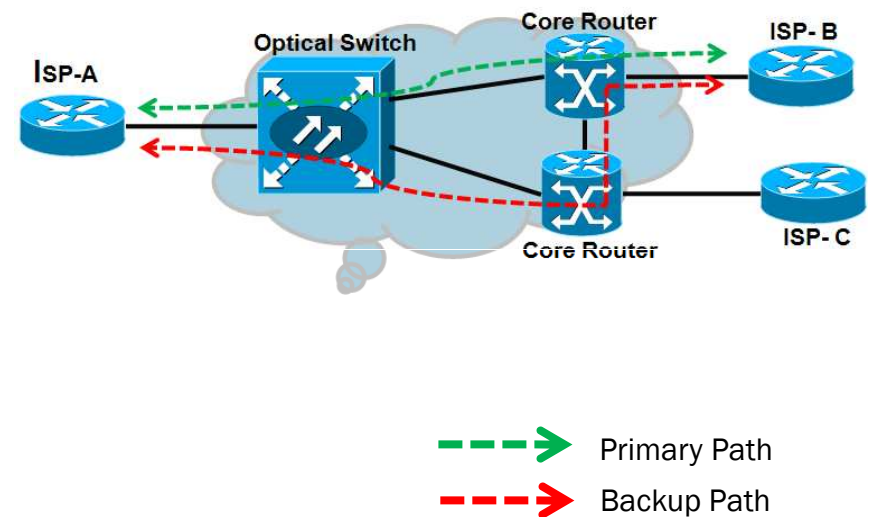 Core Router
ISP- B
Optical Switch
ISP-A
ISP- C
Core Router
Primary Path
Backup Path